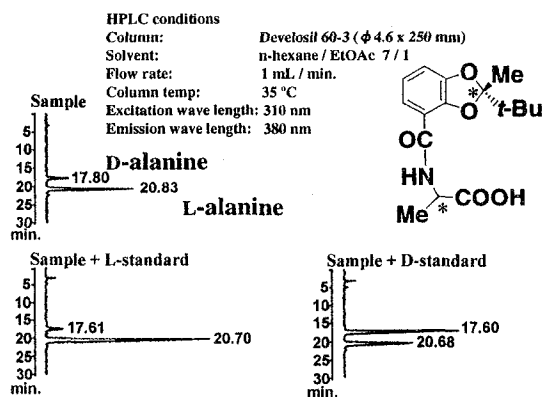 HPLC conditions
Column: Develosil 60-3 (ϕ 4.6 x 250 mm)
Solvent: n-hexane / EtOAc 7 / 1
Flow rate: 1 mL / min.
Column temp: 35 °C
Excitation wave length: 310 nm
Emission wave length: 380 nm
Sample
5
10
15
20
25
30
min.
17.80
20.83
D-alanine
L-alanine
O
Me
*
O
t-Bu
CO
HN
Me
*
COOH
Sample + L-standard
1
5
10
15
20
25
30
min.
17.61
20.70
Sample + D-standard
1
5
10
15
20
25
30
min.
17.60
20.68